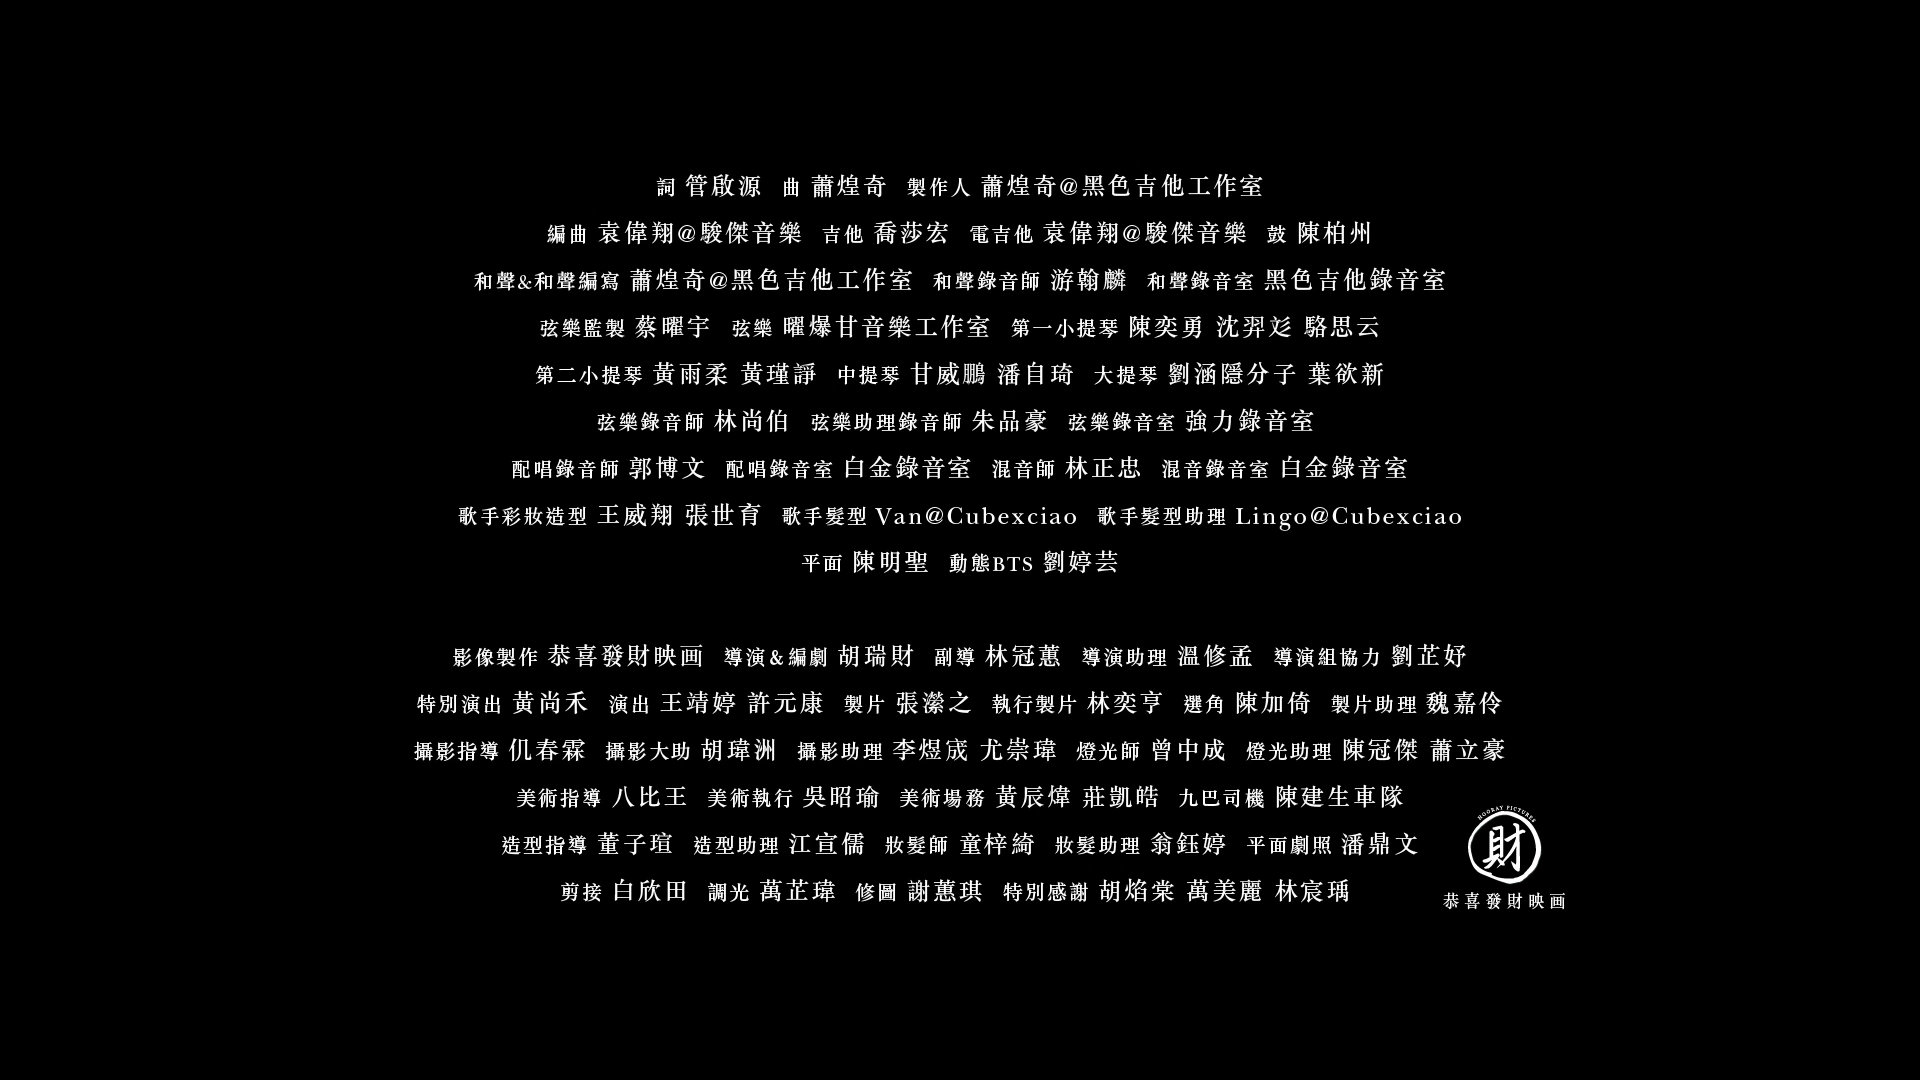 詞 管啟源 曲 蕭煌奇 製作人 蕭煌奇@黑色吉他工作室
編曲 袁偉翔@駿傑音樂 吉他 喬莎宏 電吉他 袁偉翔@駿傑音樂 鼓 陳柏州
和聲&和聲編寫 蕭煌奇@黑色吉他工作室 和聲錄音師 游翰麟 和聲錄音室 黑色吉他錄音室
弦樂監製 蔡曜宇 弦樂 曜爆甘音樂工作室 第一小提琴 陳奕勇 沈羿彣 駱思云
第二小提琴 黃雨柔 黃瑾諍 中提琴 甘威鵬 潘自琦 大提琴 劉涵隱分子 葉欲新
弦樂錄音師 林尚伯 弦樂助理錄音師 朱品豪 弦樂錄音室 強力錄音室
配唱錄音師 郭博文 配唱錄音室 白金錄音室 混音師 林正忠 混音錄音室 白金錄音室
歌手彩妝造型 王威翔 張世育 歌手髮型 Van@Cubexciao 歌手髮型助理 Lingo@Cubexciao
平面 陳明聖 動態BTS 劉婷芸
影像製作 恭喜發財映画 導演&編劇 胡瑞財 副導 林冠蕙 導演助理 溫修孟 導演組協力 劉芷妤
特別演出 黃尚禾 演出 王靖婷 許元康 製片 張瀠之 執行製片 林奕亨 選角 陳加倚 製片助理 魏嘉伶
攝影指導 仉春霖 攝影大助 胡瑋洲 攝影助理 李煜宬 尤崇瑋 燈光師 曾中成 燈光助理 陳冠傑 蕭立豪
美術指導 八比王 美術執行 吳昭瑜 美術場務 黃辰煒 莊凱皓 九巴司機 陳建生車隊
造型指導 董子瑄 造型助理 江宣儒 妝髮師 童梓綺 妝髮助理 翁鈺婷 平面劇照 潘鼎文
剪接 白欣田 調光 萬芷瑋 修圖 謝蕙琪 特別感謝 胡焰棠 萬美麗 林宸瑀
HOORAY PICTURES
財
恭喜發財映画